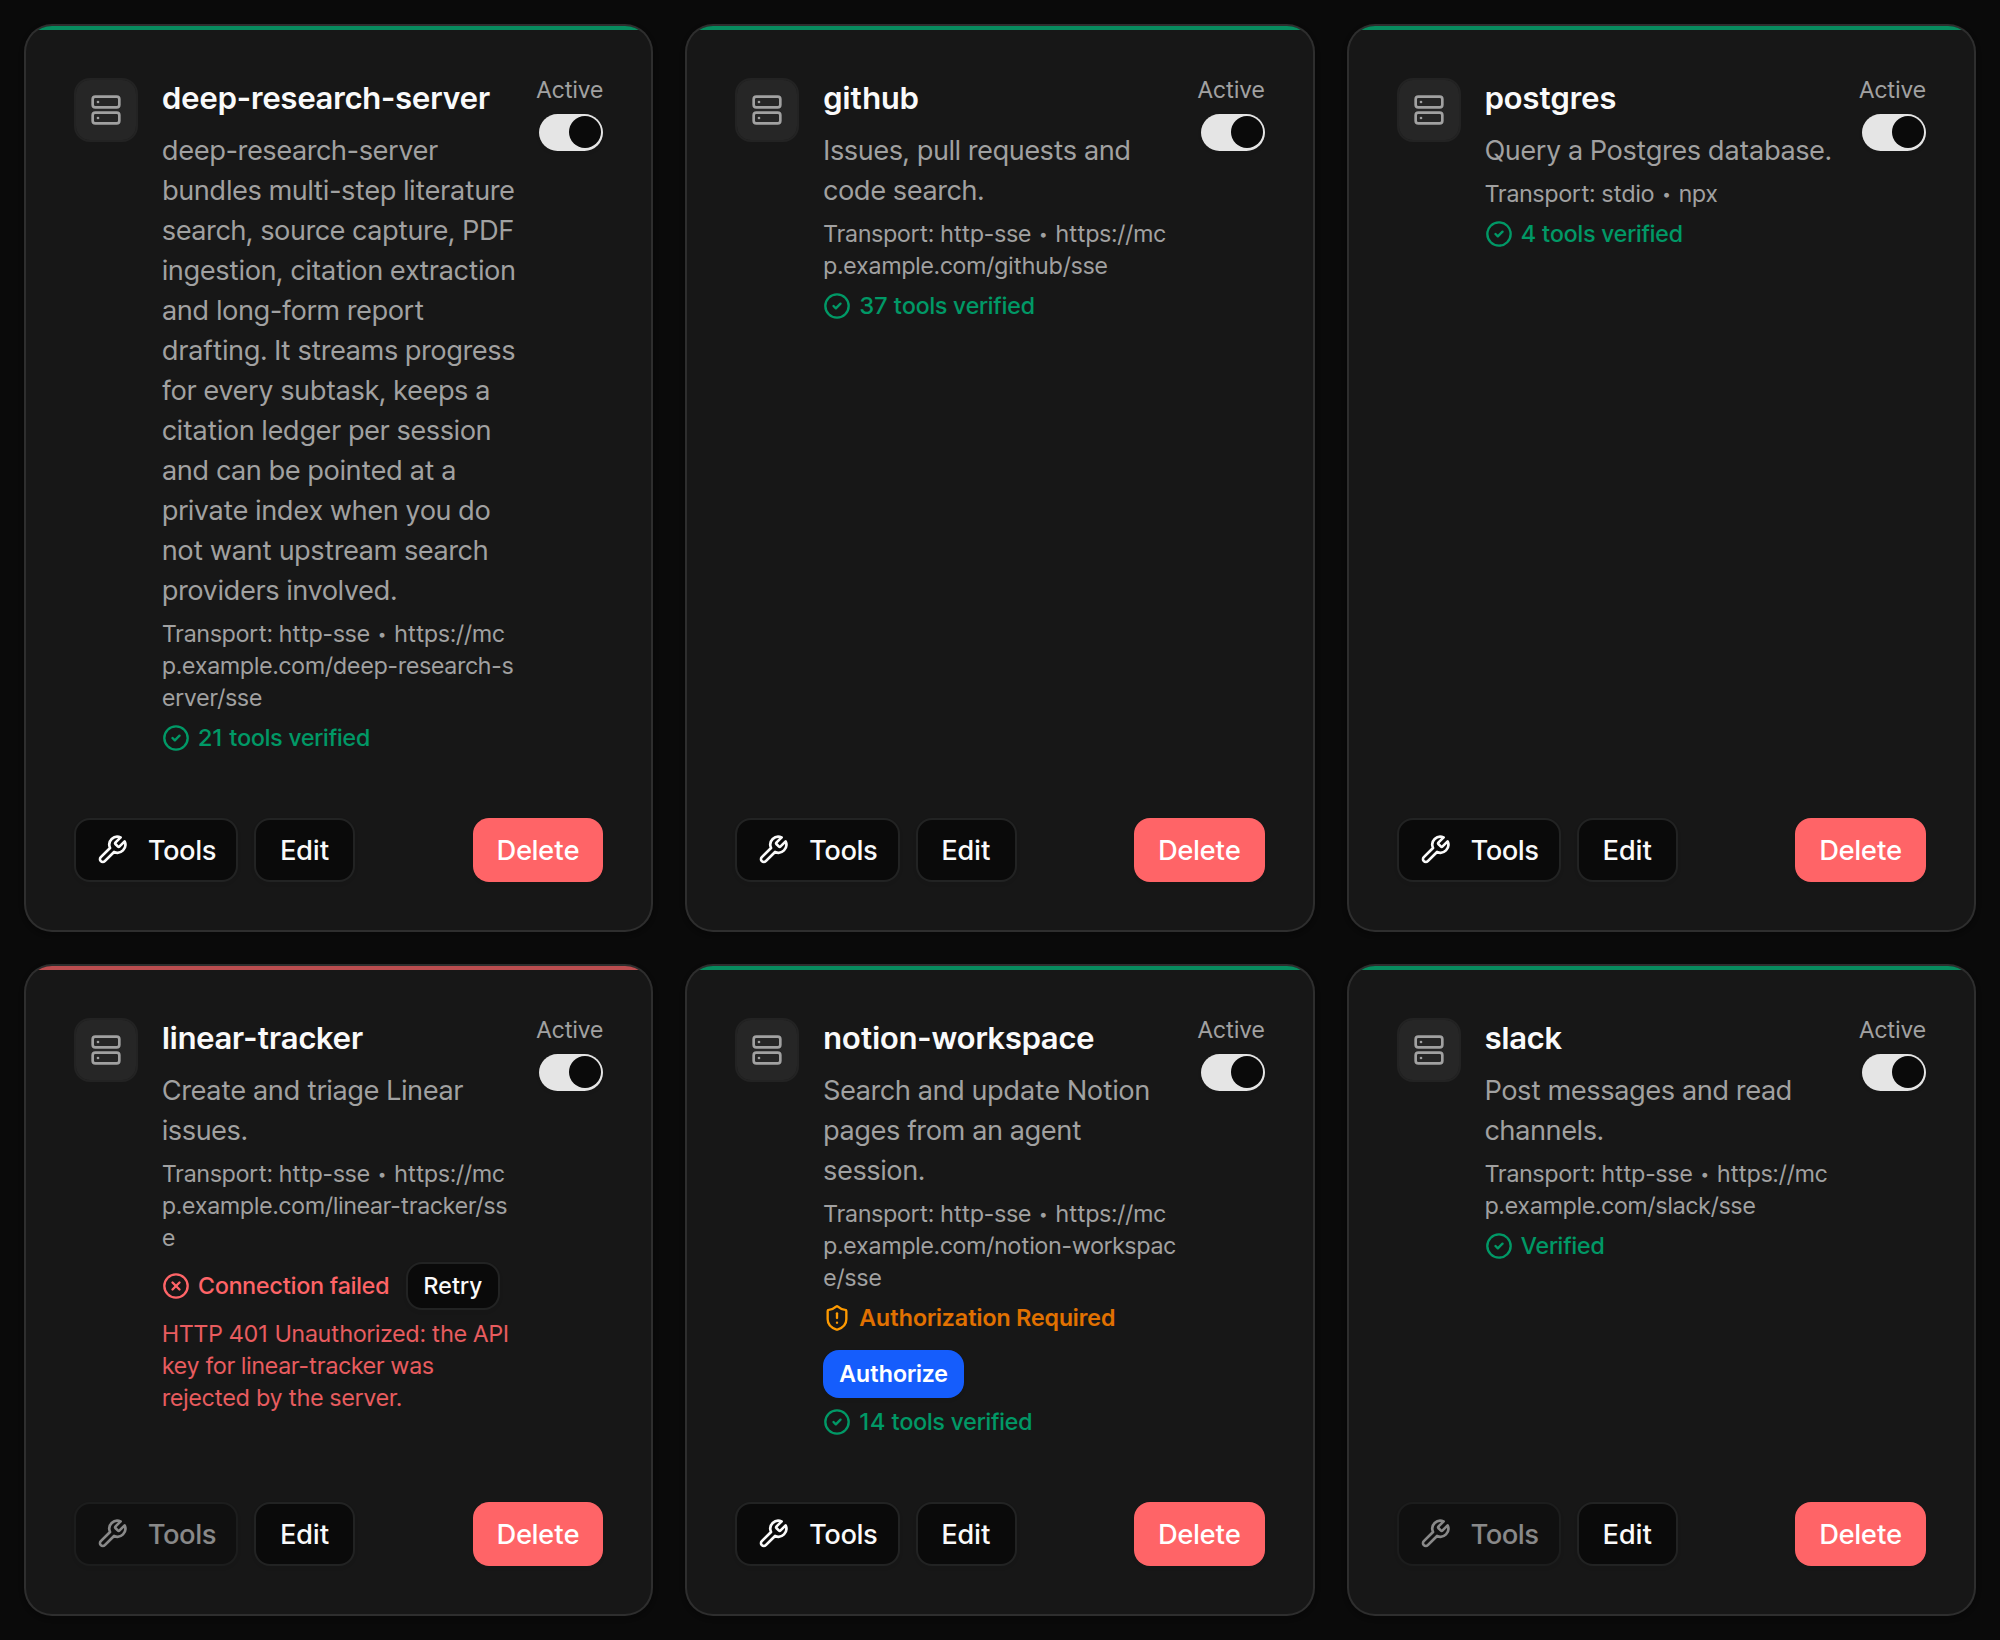 deep-research-server
Active
deep-research-server
bundles multi-step literature
search, source capture, PDF
ingestion, citation extraction
and long-form report
drafting. It streams progress
for every subtask, keeps a
citation ledger per session
and can be pointed at a
private index when you do
not want upstream search
providers involved.
Transport: http-sse • https://mc
p.example.com/deep-research-s
erver/sse
21 tools verified
Tools
Edit
Delete
github
Active
Issues, pull requests and
code search.
Transport: http-sse • https://mc
p.example.com/github/sse
37 tools verified
Tools
Edit
Delete
postgres
Active
Query a Postgres database.
Transport: stdio • npx
4 tools verified
Tools
Edit
Delete
linear-tracker
Active
Create and triage Linear
issues.
Transport: http-sse • https://mc
p.example.com/linear-tracker/ss
e
Connection failed
Retry
HTTP 401 Unauthorized: the API
key for linear-tracker was
rejected by the server.
Tools
Edit
Delete
notion-workspace
Active
Search and update Notion
pages from an agent
session.
Transport: http-sse • https://mc
p.example.com/notion-workspac
e/sse
Authorization Required
Authorize
14 tools verified
Tools
Edit
Delete
slack
Active
Post messages and read
channels.
Transport: http-sse • https://mc
p.example.com/slack/sse
Verified
Tools
Edit
Delete